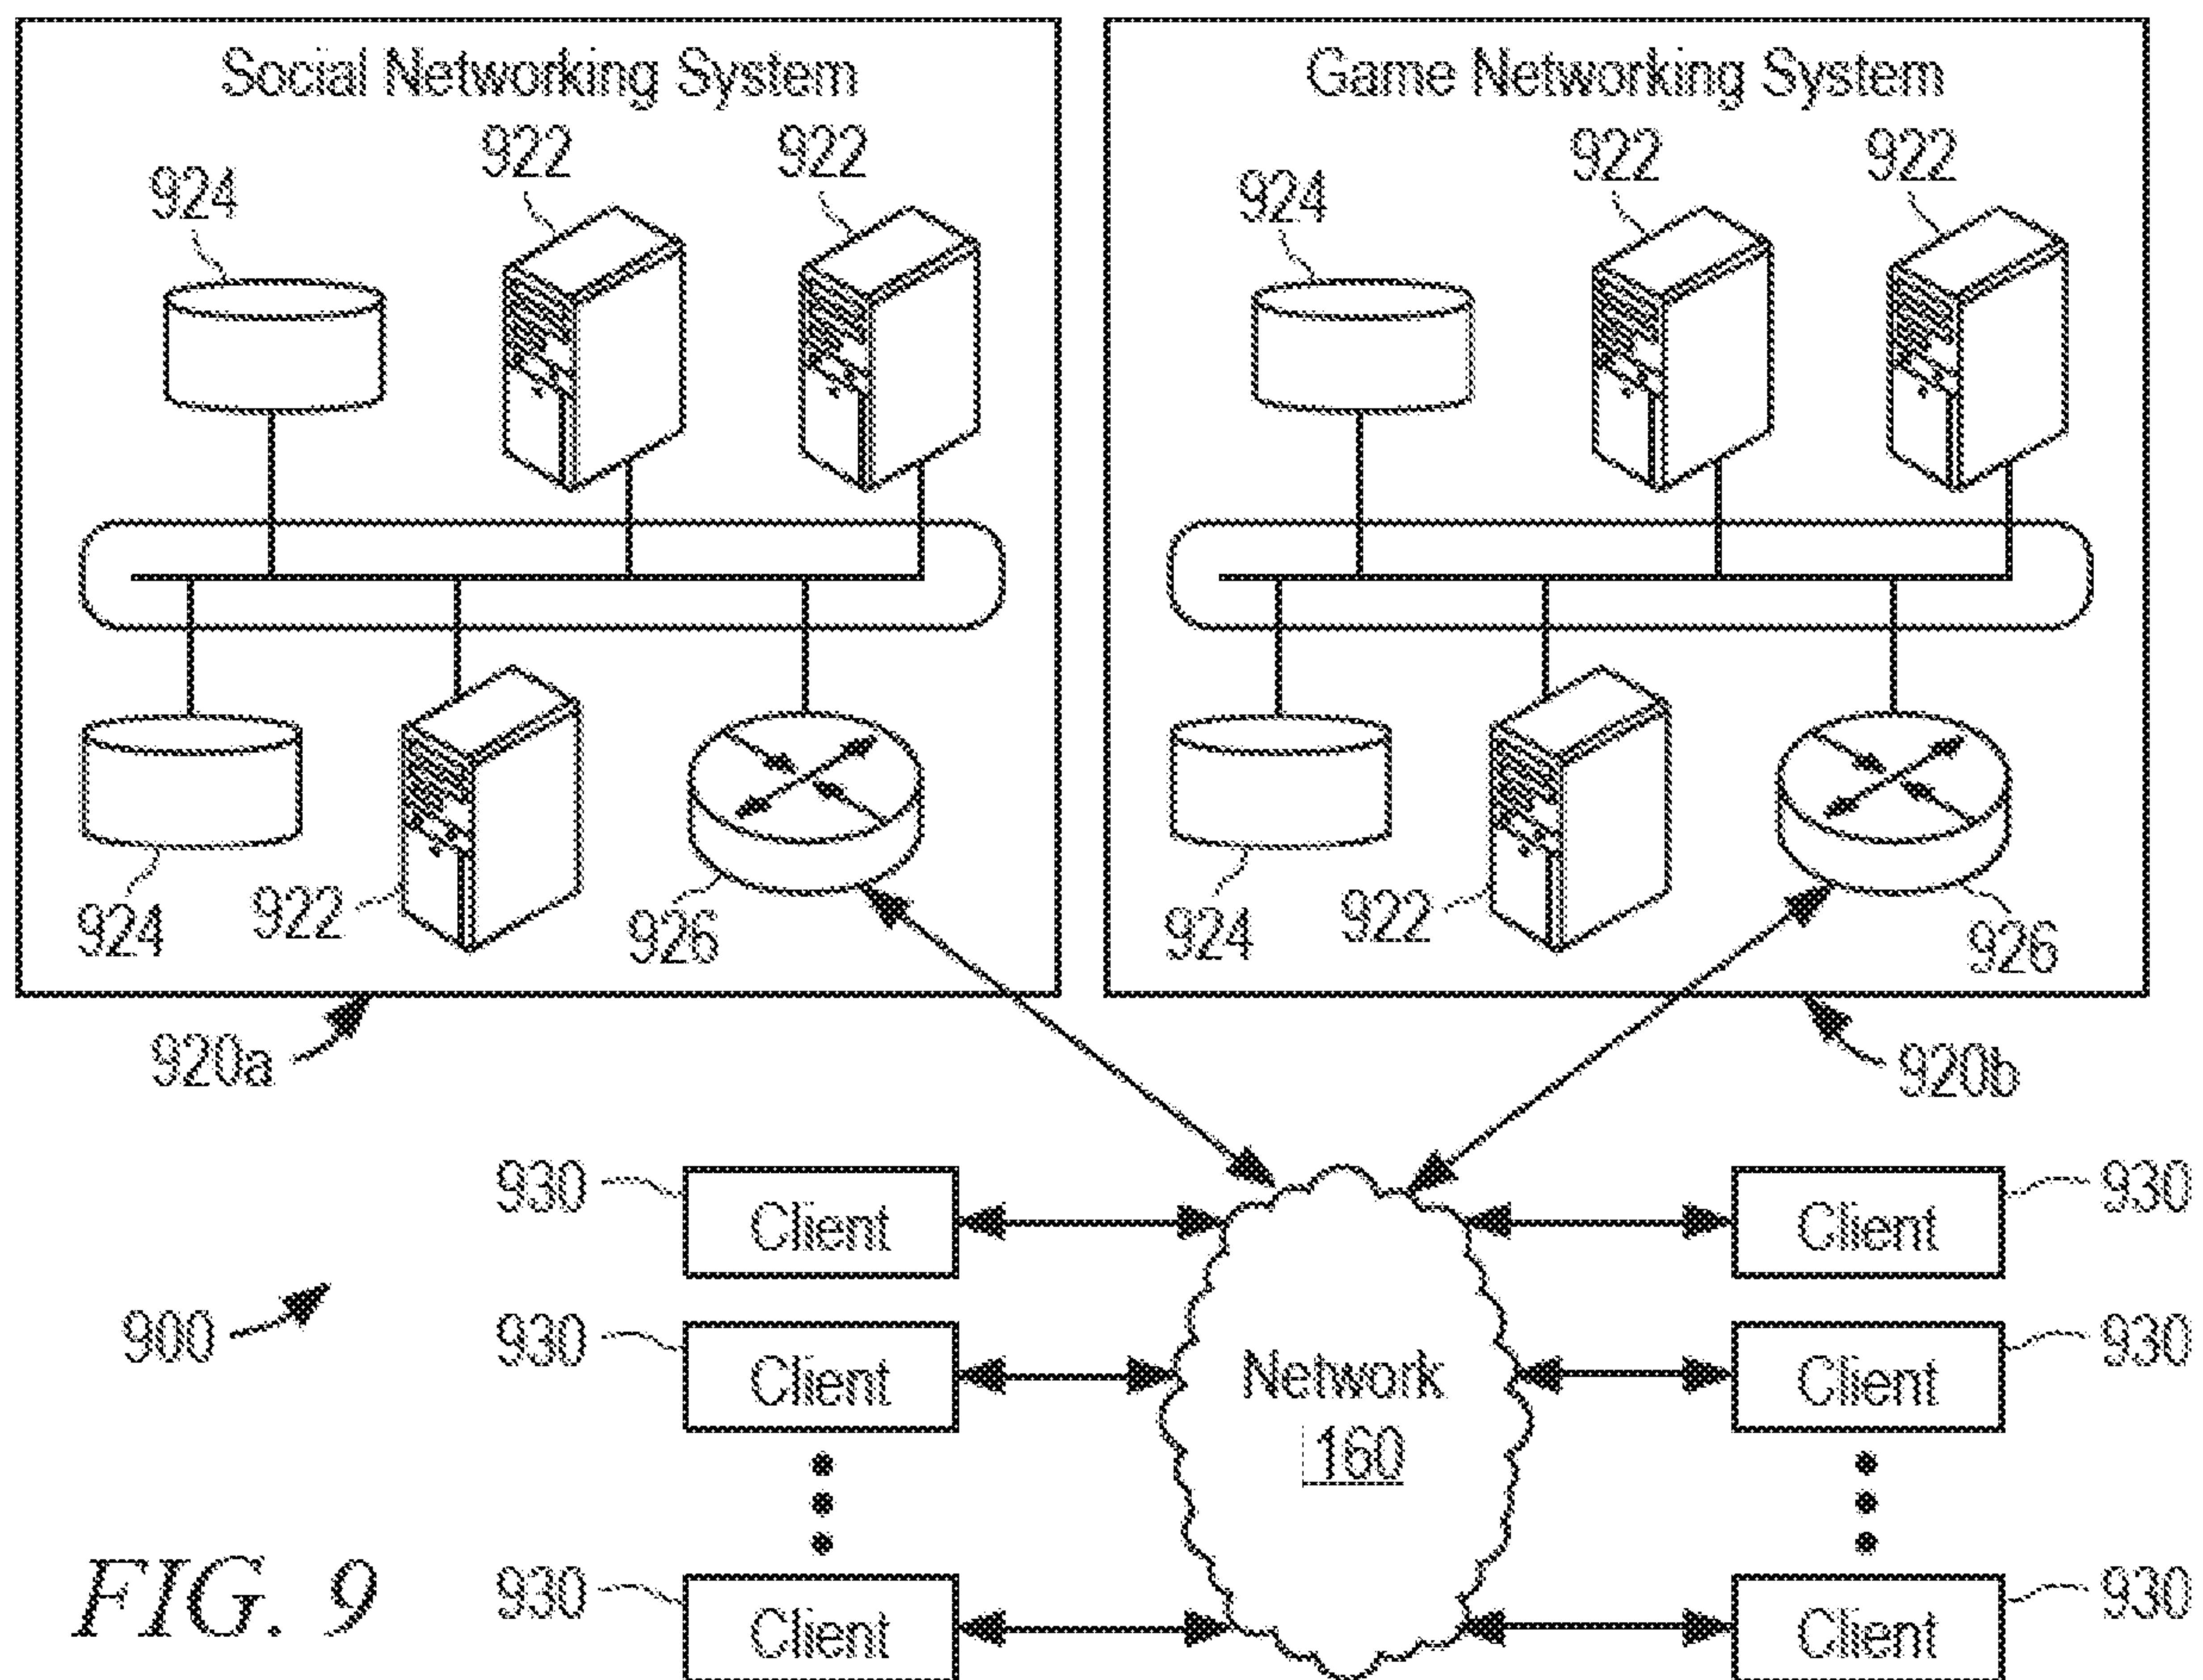 Social Networking System
922
922
924
924
922
926
920a
Game Networking System
922
922
924
924
922
926
920b
930
Client
930
Client
930
Client
Network
160
Client
930
Client
930
Client
930
900
FIG. 9